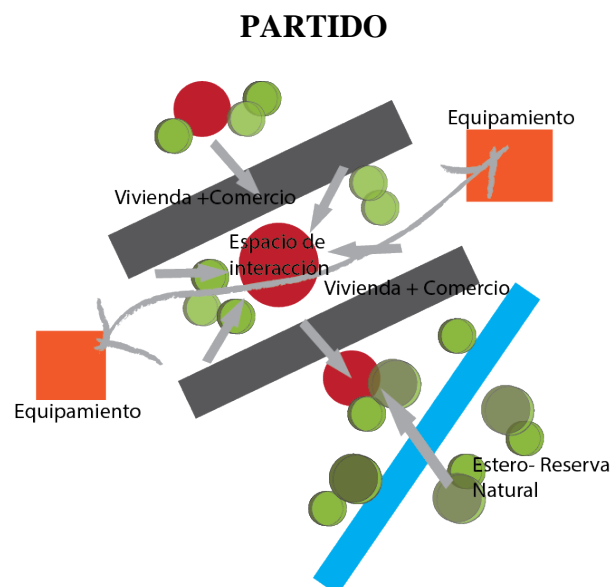 PARTIDO
Equipamiento
Vivienda +Comercio
Espacio de
interacción
Vivienda + Comercio
Equipamiento
Estero- Reserva
Natural